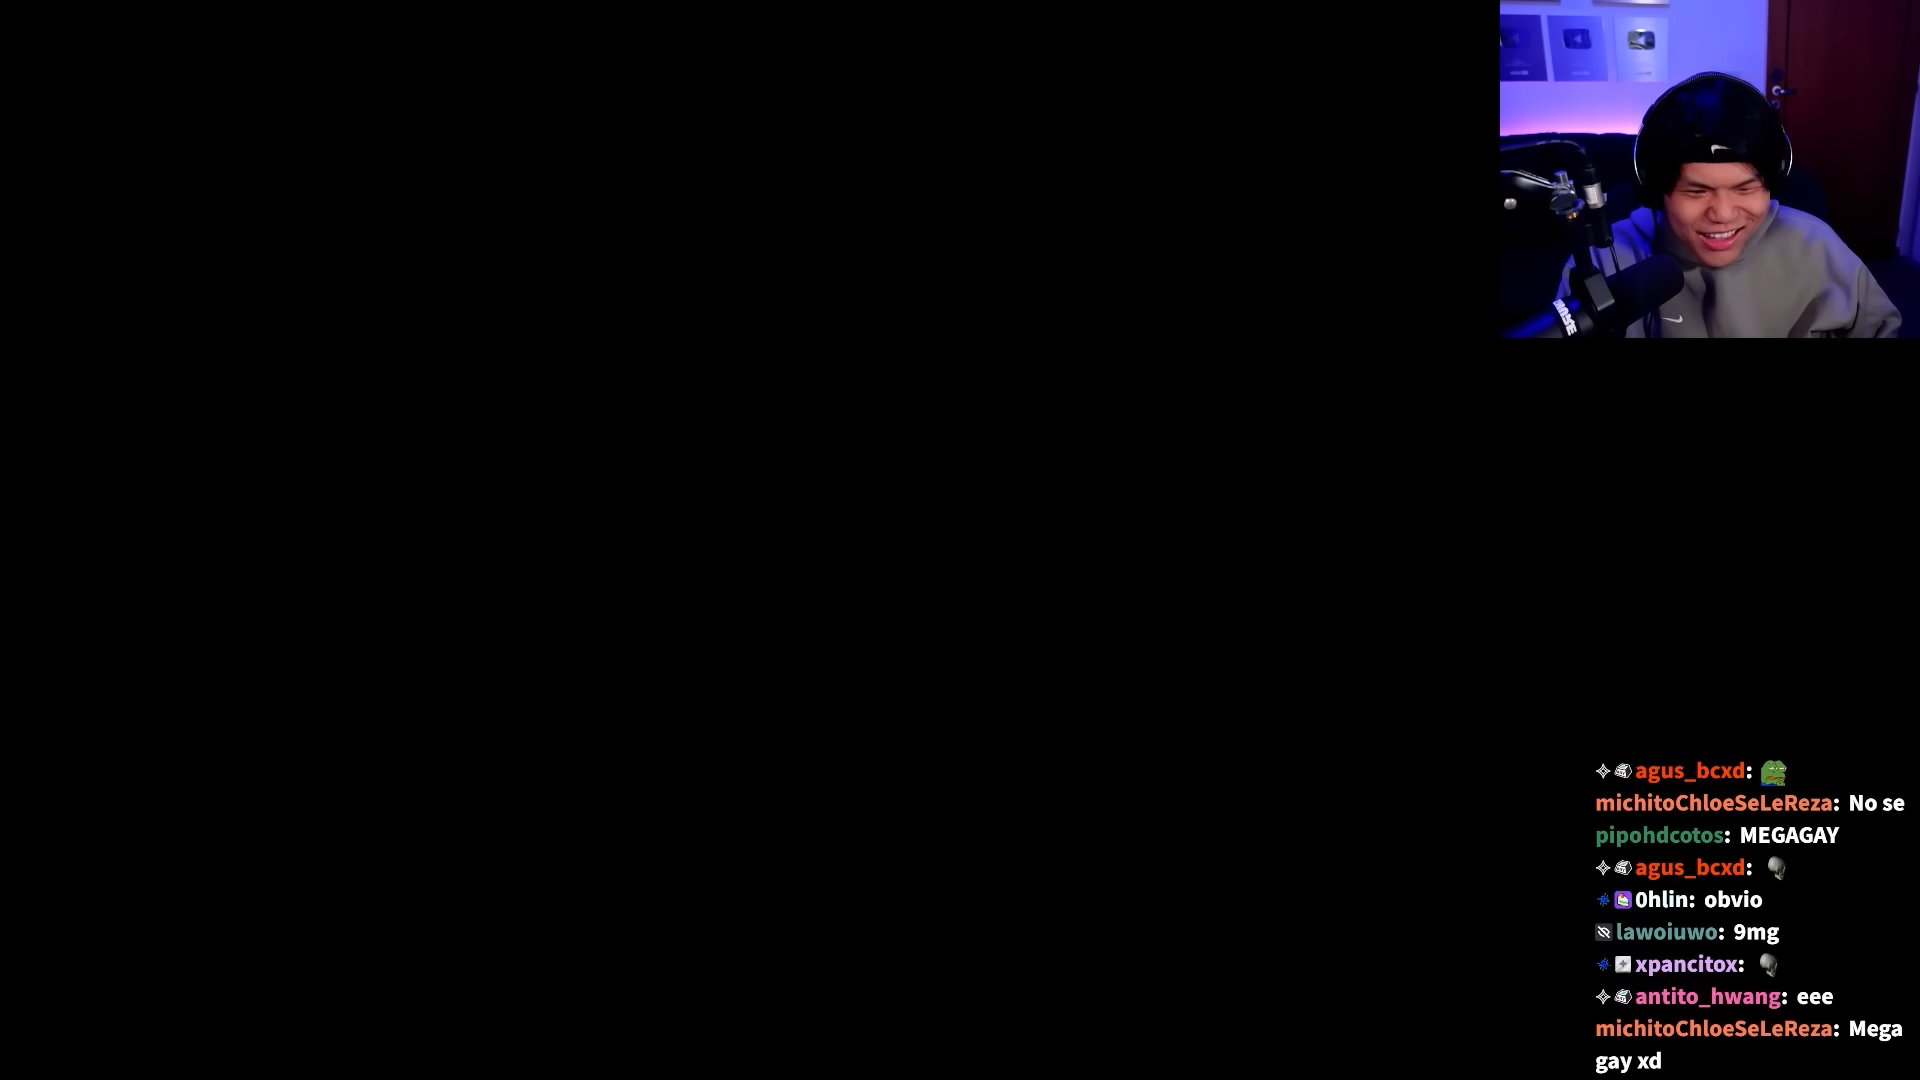 agus_bcxd:
michitoChloeSeLeReza: No se
pipohdcotos: MEGAGAY
agus_bcxd:
0hlin: obvio
lawoiuwo: 9mg
xpancitox:
antito_hwang: eee
michitoChloeSeLeReza: Mega
gay xd